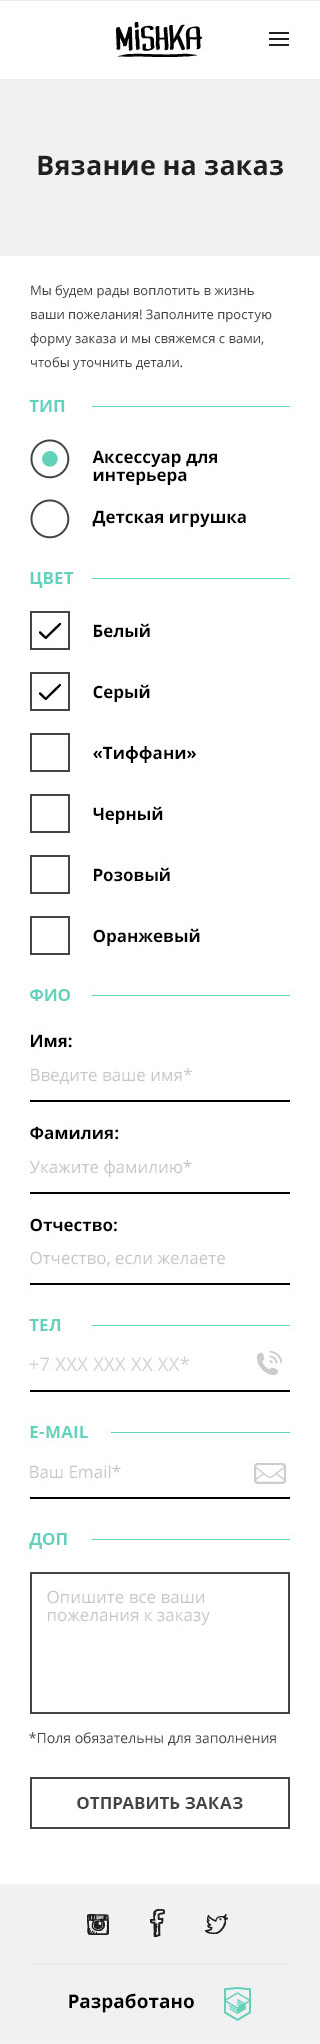 MiSHKA
Вязание на заказ
Мы будем рады воплотить в жизнь
ваши пожелания! Заполните простую
форму заказа и мы свяжемся с вами,
чтобы уточнить детали.
ТИП
Аксессуар для
интерьера
Детская игрушка
ЦВЕТ
Белый
Серый
«Тиффани»
Черный
Розовый
Оранжевый
ФИО
Имя:
Введите ваше имя*
Фамилия:
Укажите фамилию*
Отчество:
Отчество, если желаете
ТЕЛ
+7 XXX XXX XX XX*
E-MAIL
Ваш Email*
ДОП
Опишите все ваши
пожелания к заказу
*Поля обязательны для заполнения
ОТПРАВИТЬ ЗАКАЗ
Разработано